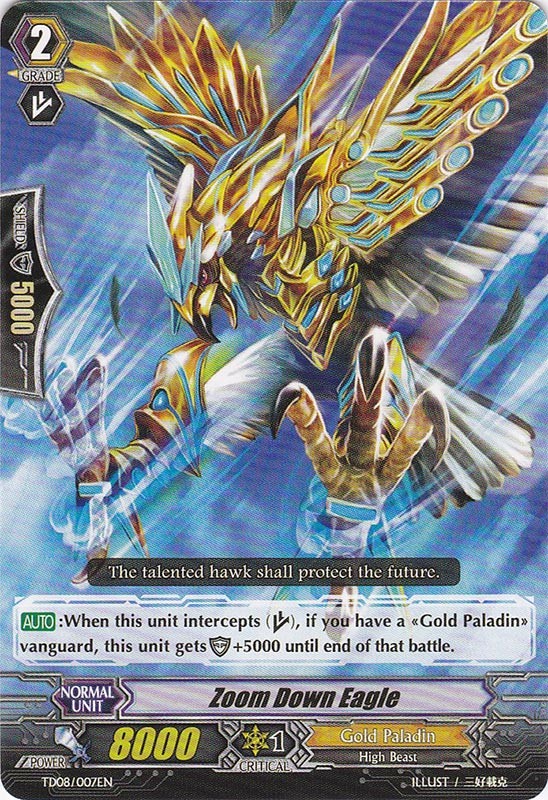 2
GRADE
SHIELD 5000
The talented hawk shall protect the future.
AUTO:When this unit intercepts ( ), if you have a «Gold Paladin»
vanguard, this unit gets +5000 until end of that battle.
NORMAL
UNIT
Zoom Down Eagle
POWER 8000
1
CRITICAL
Gold Paladin
High Beast
TD08/007EN
ILLUST / 三好載克